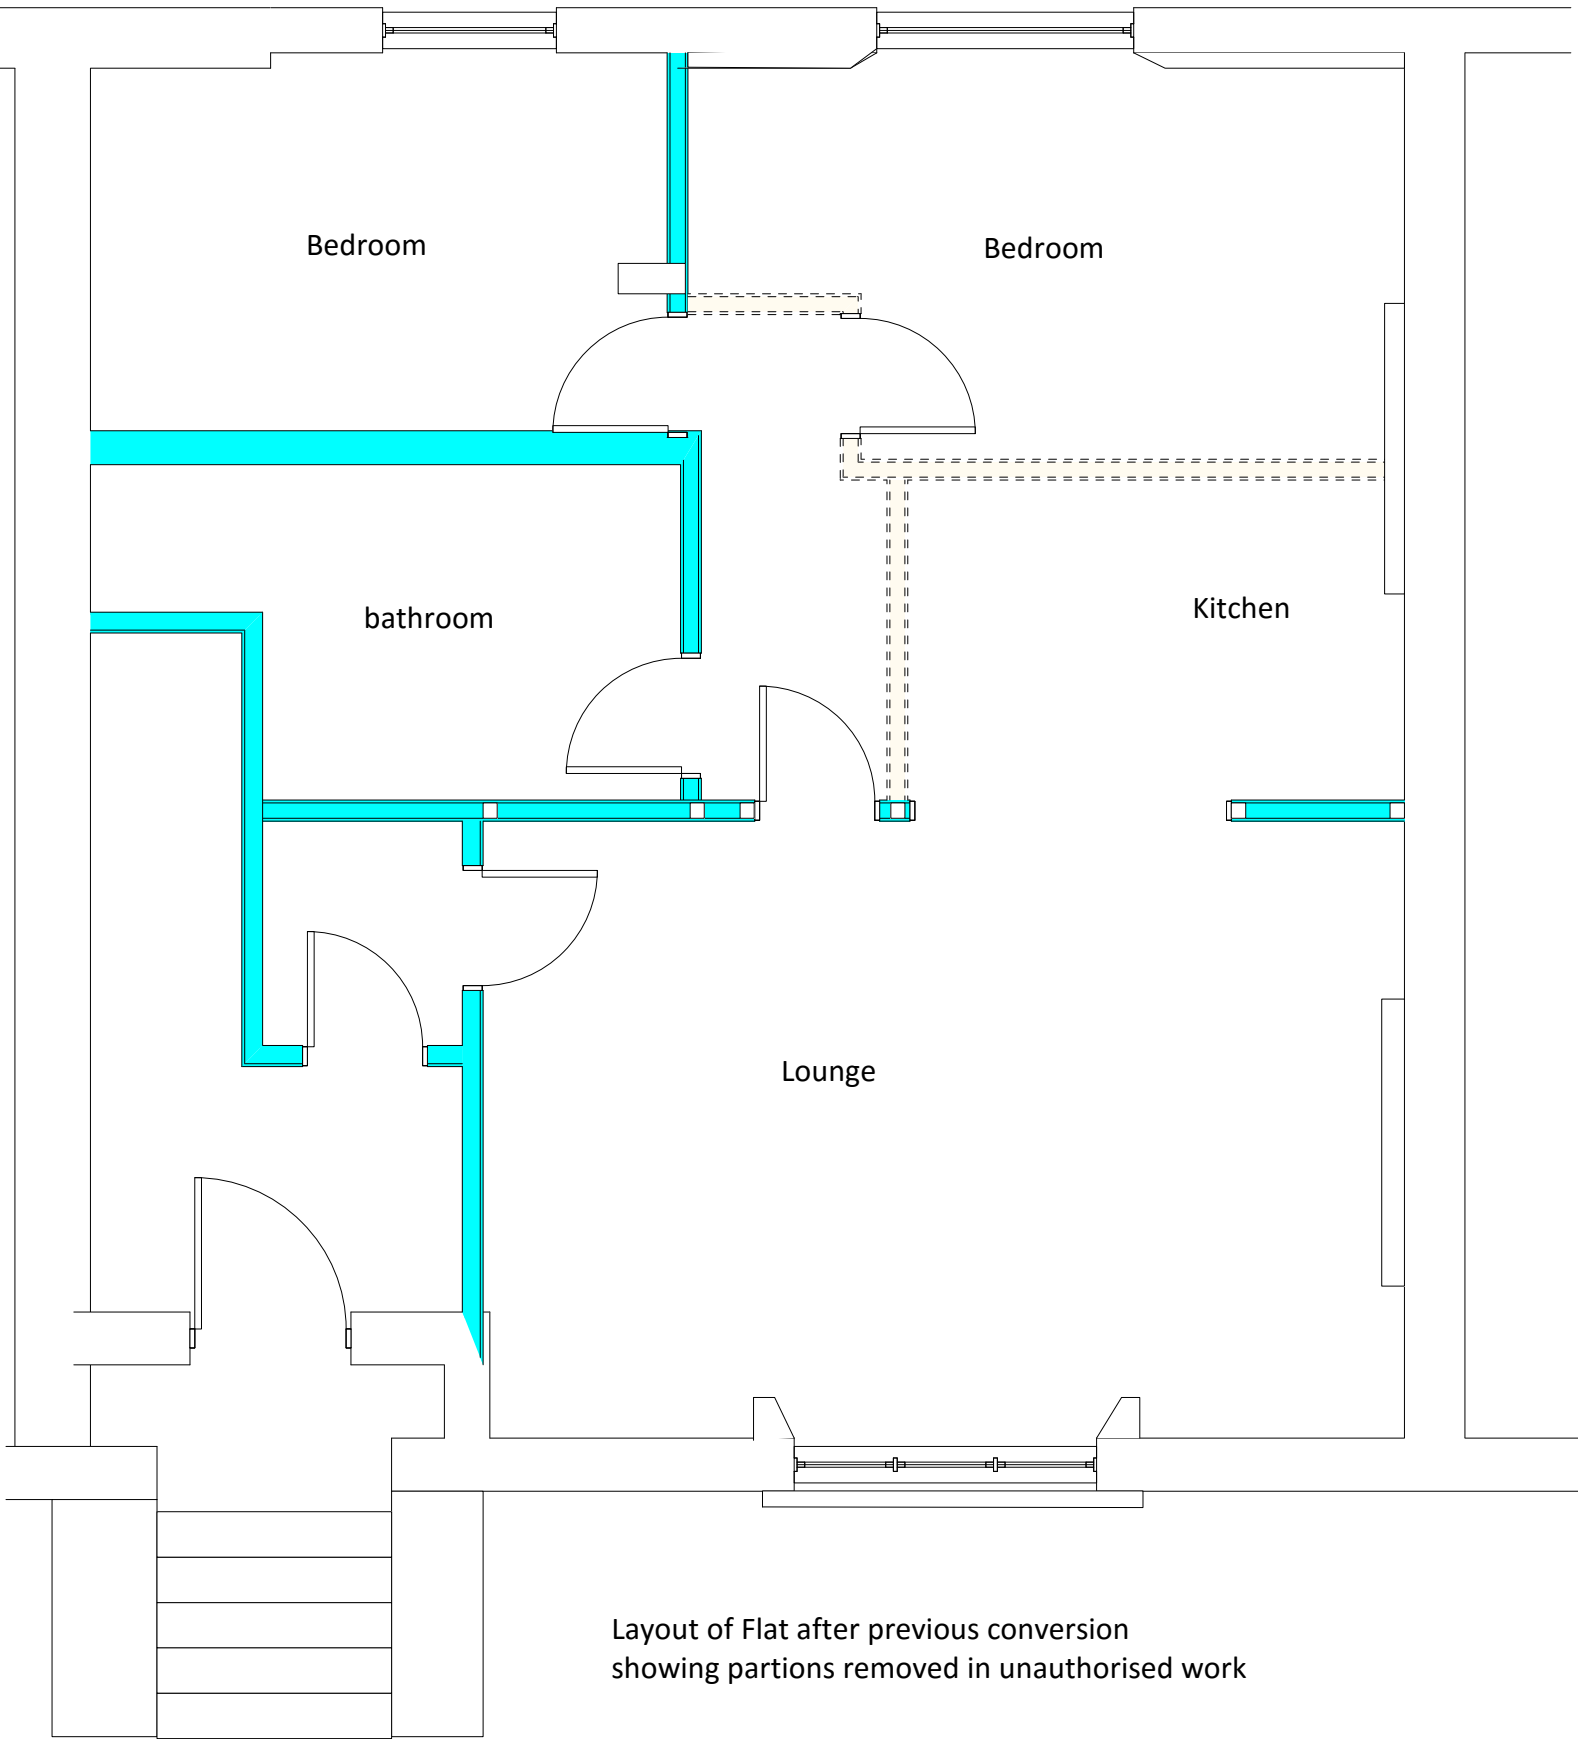 Bedroom
Bedroom
bathroom
Kitchen
Lounge
Layout of Flat after previous conversion
showing partions removed in unauthorised work